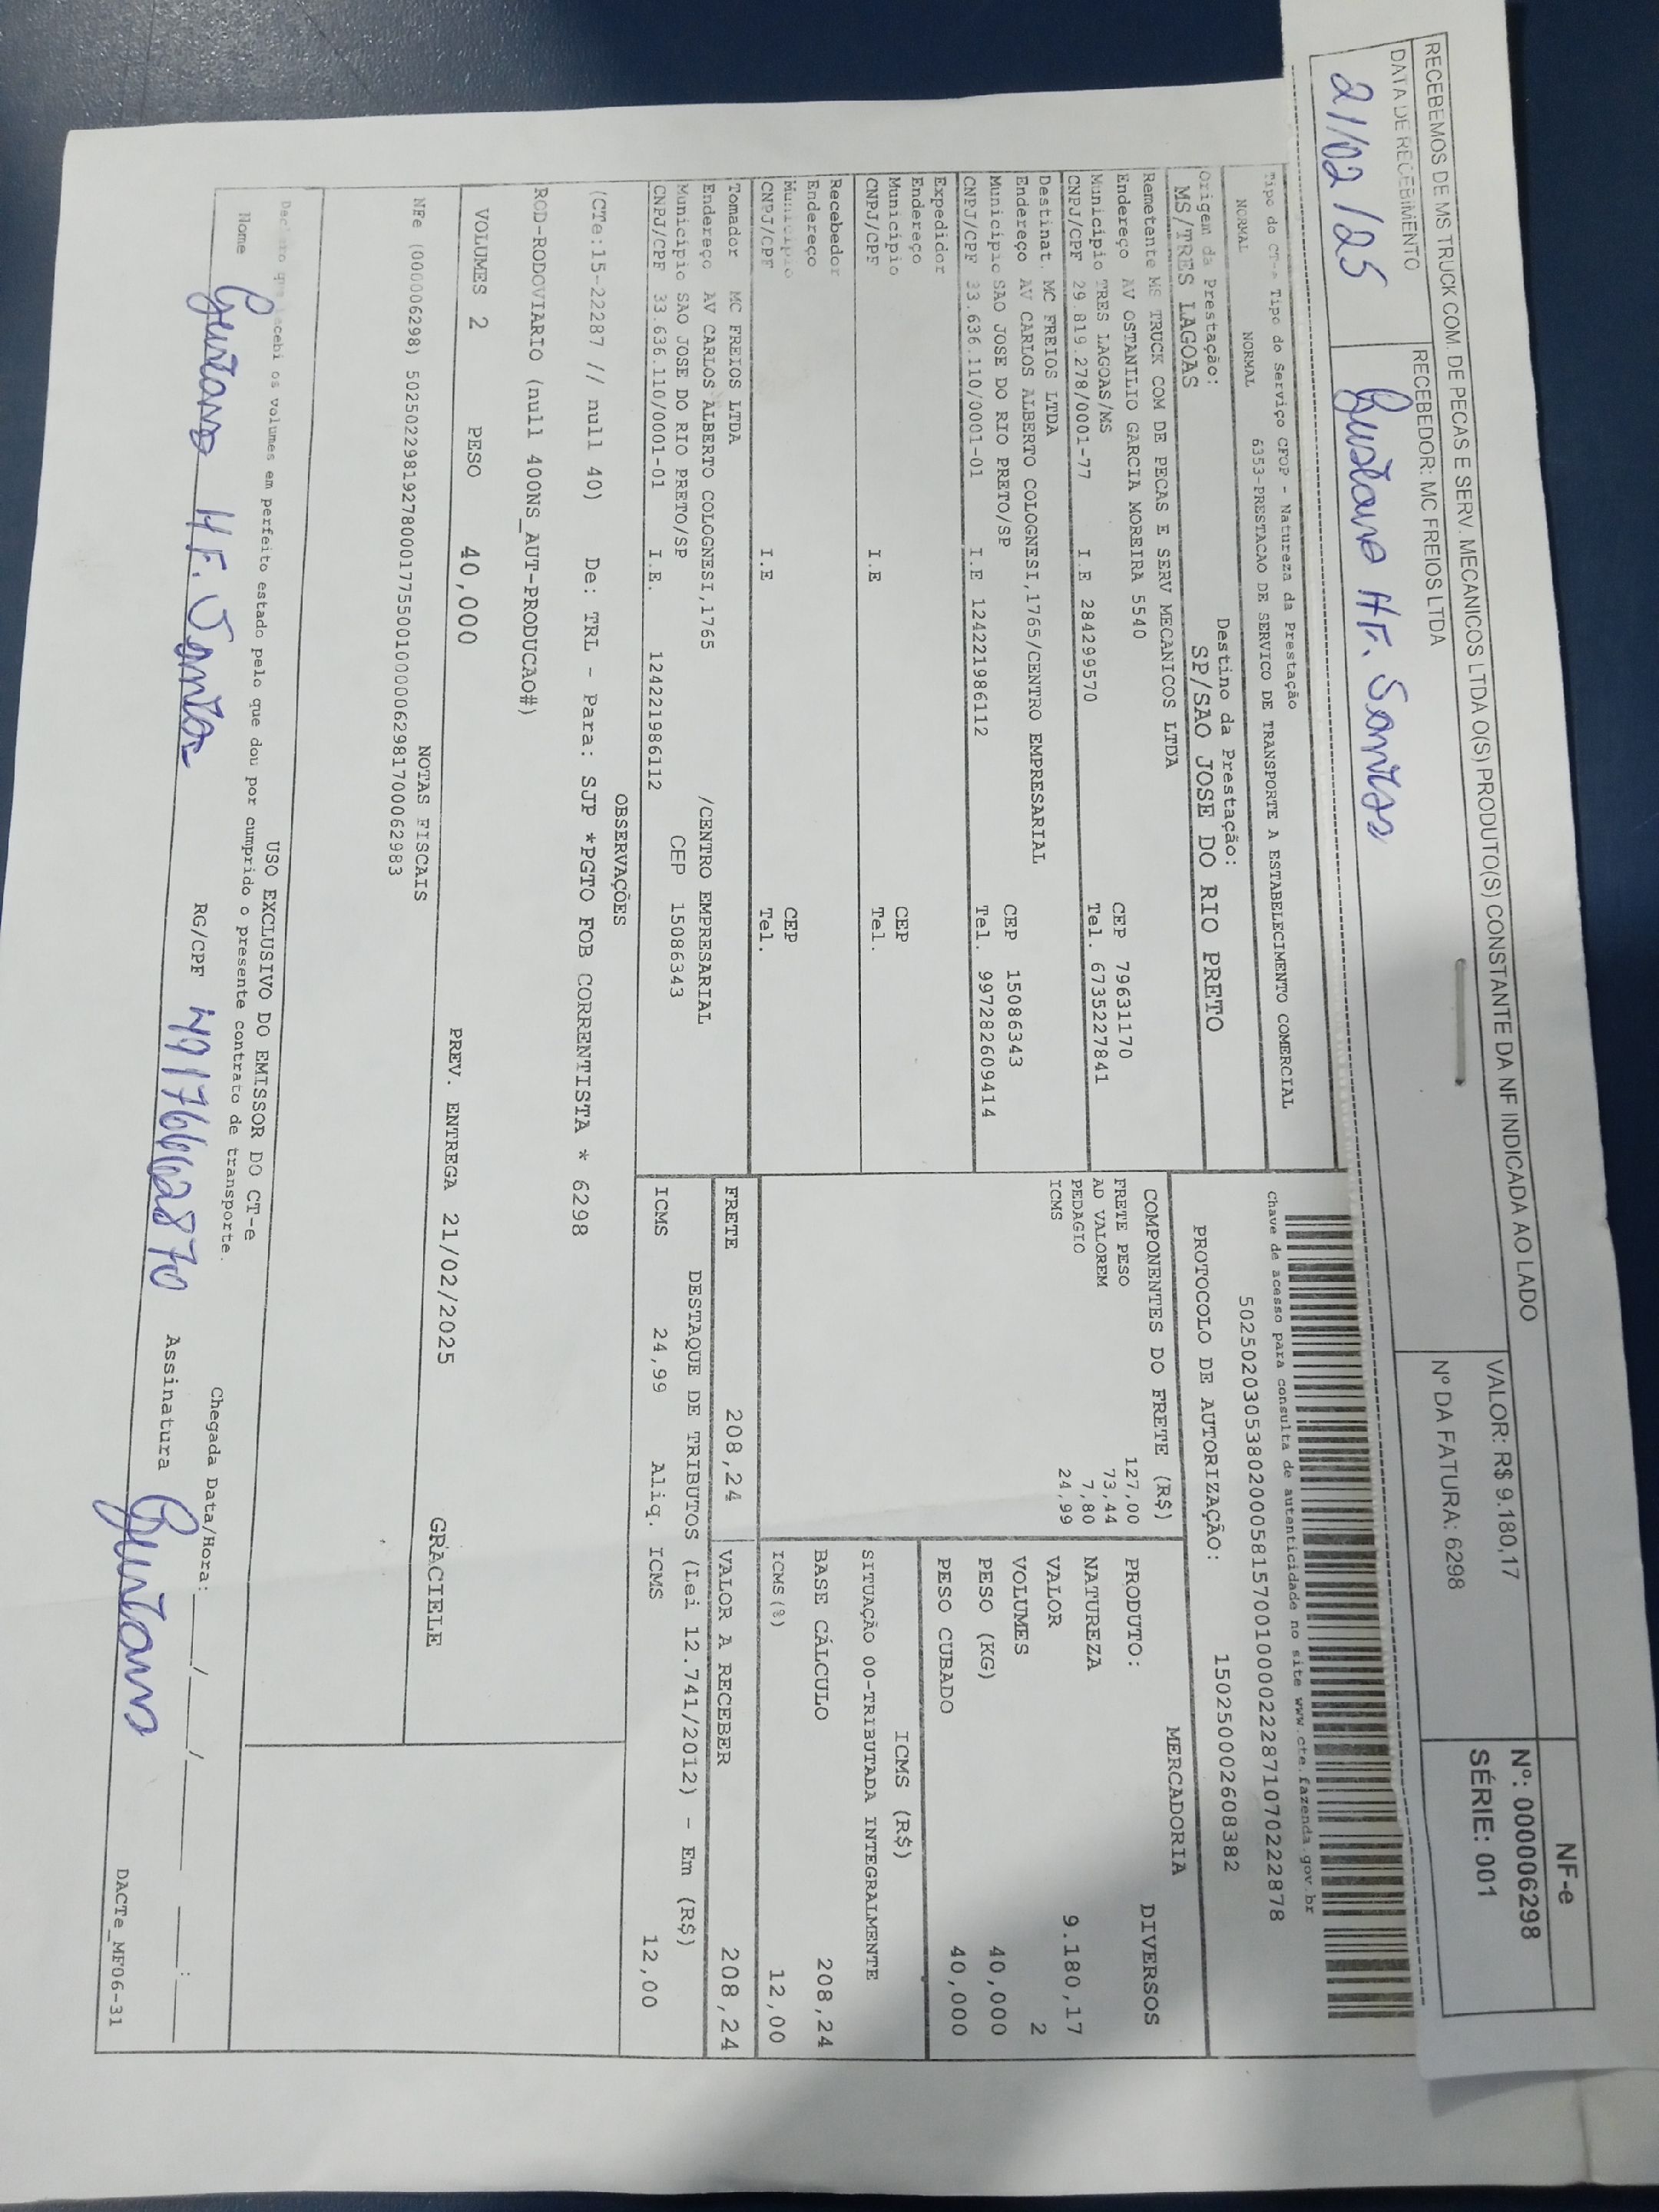 RECEBEMOS DE MS TRUCK COM. DE PECAS E SERV. MECANICOS LTDA O(S) PRODUTO(S) CONSTANTE DA NF INDICADA AO LADO
DATA DE RECEBIMENTO
RECEBEDOR: MC FREIOS LTDA
21/02/25
Gustavo H.F. Santos
VALOR: R$ 9.180,17
Nº DA FATURA: 6298
NF-e
Nº: 000006298
SÉRIE: 001
Tipo do CT-e Tipo do Serviço CFOP - Natureza da Prestação
NORMAL NORMAL 6353-PRESTACAO DE SERVICO DE TRANSPORTE A ESTABELECIMENTO COMERCIAL
Origem da Prestação: Destino da Prestação:
MS/TRES LAGOAS SP/SAO JOSE DO RIO PRETO
Remetente MS TRUCK COM DE PECAS E SERV MECANICOS LTDA
Endereço AV OSTANILIO GARCIA MOREIRA 5540 CEP 79631170
Municipio TRES LAGOAS/MS Tel. 673522 7841
CNPJ/CPF 29.819.278/0001-77 I.E 284299570
Destinat. MC FREIOS LTDA
Endereço AV CARLOS ALBERTO COLOGNESI,1765/CENTRO EMPRESARIAL
Municipio SAO JOSE DO RIO PRETO/SP CEP 15086343
CNPJ/CPF 33.636.110/0001-01 I.E 124221986112 Tel. 997282609414
Expedidor
Endereço
Municipio CEP
CNPJ/CPF I.E Tel.
Recebedor
Endereço
Municipio CEP
CNPJ/CPF I.E Tel.
Tomador MC FREIOS LTDA
Endereço AV CARLOS ALBERTO COLOGNESI,1765 /CENTRO EMPRESARIAL
Municipio SAO JOSE DO RIO PRETO/SP CEP 15086343
CNPJ/CPF 33.636.110/0001-01 I.E. 124221986112
Chave de acesso para consulta de autenticidade no site www.cte.fazenda.gov.br
50250203053802000581570010000222871070222878
PROTOCOLO DE AUTORIZAÇÃO: 150250002608382
COMPONENTES DO FRETE (R$)
FRETE PESO 127,00
AD VALOREM 73,44
PEDAGIO 7,80
ICMS 24,99
MERCADORIA
PRODUTO: DIVERSOS
NATUREZA
VALOR 9.180,17
VOLUMES 2
PESO (KG) 40,000
PESO CUBADO 40,000
ICMS (R$)
SITUAÇÃO 00-TRIBUTADA INTEGRALMENTE
BASE CÁLCULO 208,24
ICMS(%) 12,00
FRETE 208,24 VALOR A RECEBER 208,24
DESTAQUE DE TRIBUTOS (Lei 12.741/2012) - Em (R$)
ICMS 24,99 Aliq. ICMS 12,00
OBSERVAÇÕES
(CTe:15-22287 // null 40) De: TRL - Para: SJP *PGTO FOB CORRENTISTA * 6298
ROD-RODOVIARIO (null 400NS_AUT-PRODUCAO#)
VOLUMES 2 PESO 40,000 PREV. ENTREGA 21/02/2025 GRACIELE
NOTAS FISCAIS
NFe (000006298) 50250229819278000177550010000062981700062983
USO EXCLUSIVO DO EMISSOR DO CT-e
Declaro que recebi os volumes em perfeito estado pelo que dou por cumprido o presente contrato de transporte.
Chegada Data/Hora: ___/___/___ ___:___
Nome Gustavo H.F. Santos RG/CPF Assinatura Gustavo
DACTe_MF06-31